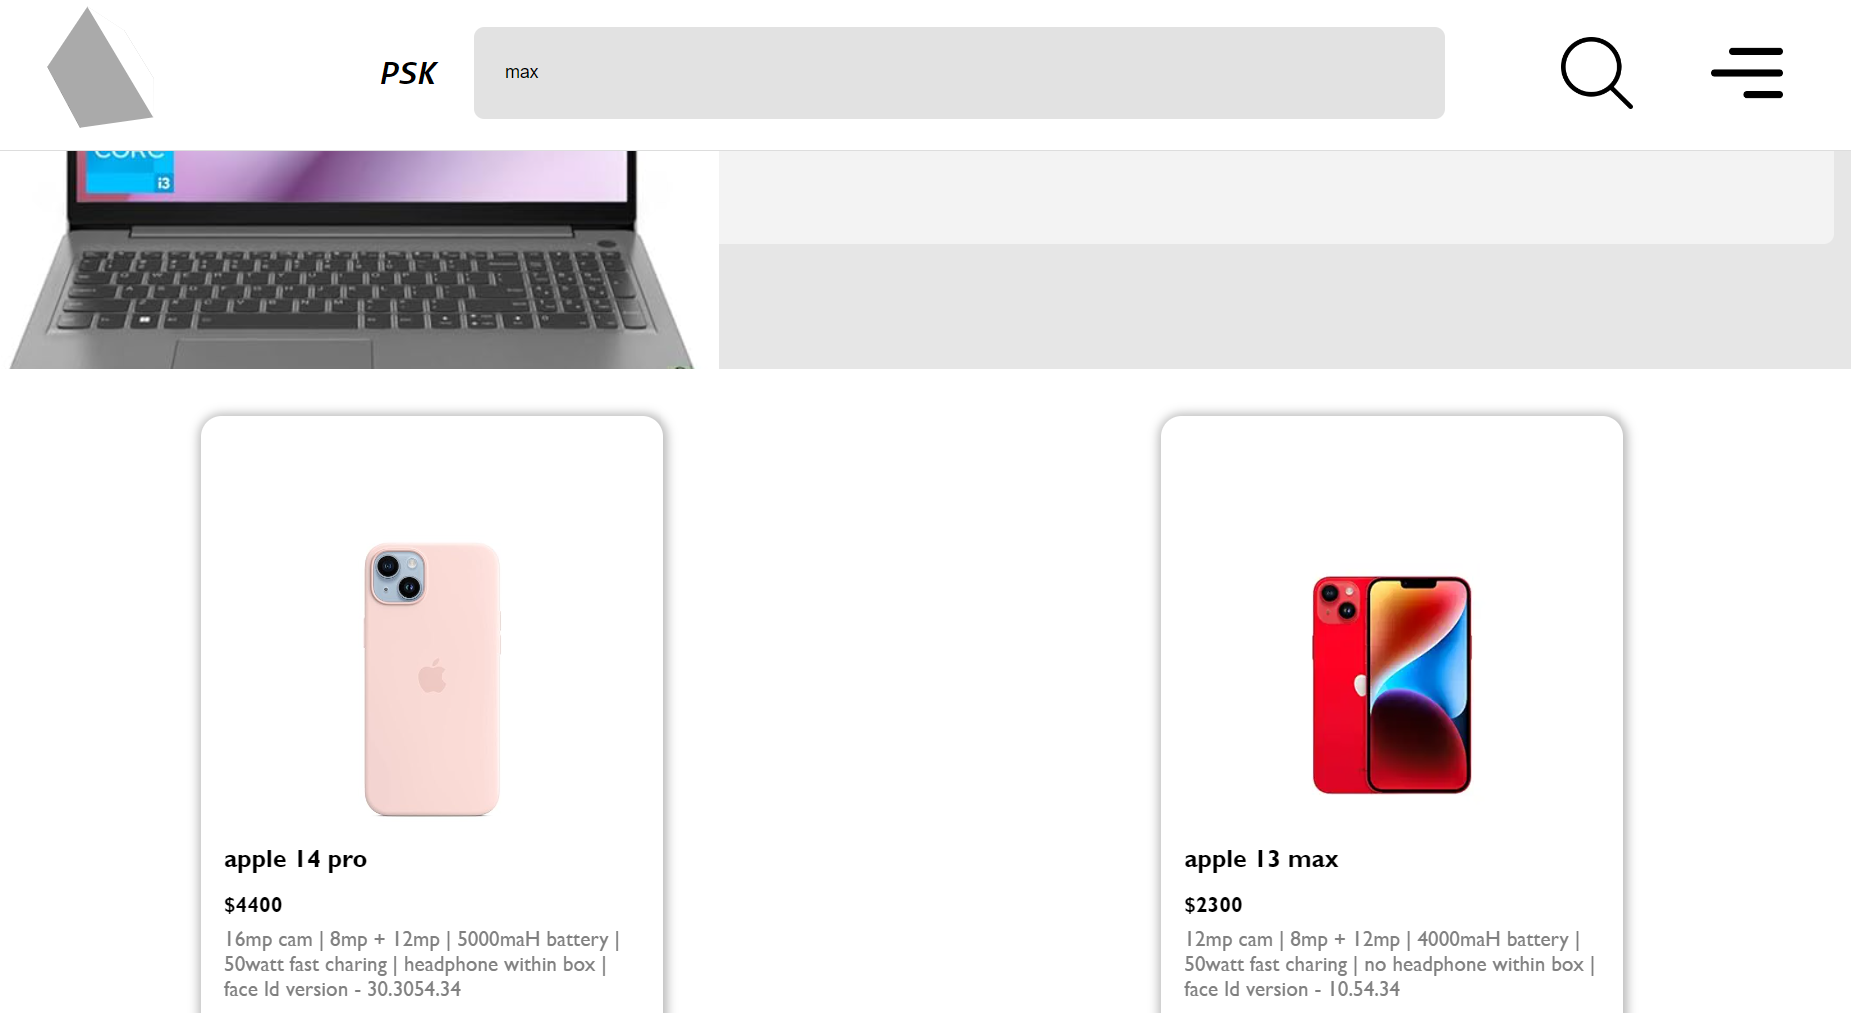 PSK
max
CORE
i3
apple 14 pro
$4400
16mp cam | 8mp + 12mp | 5000maH battery |
50watt fast charing | headphone within box |
face Id version - 30.3054.34
apple 13 max
$2300
12mp cam | 8mp + 12mp | 4000maH battery |
50watt fast charing | no headphone within box |
face Id version - 10.54.34